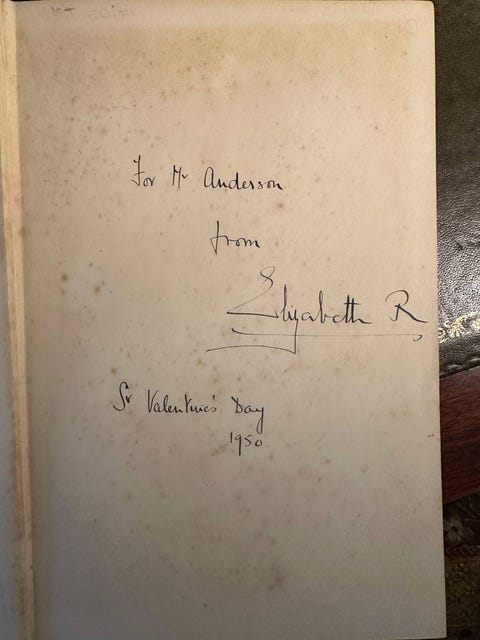 For Mr Anderson
from
Elizabeth R
St Valentine's Day
1950